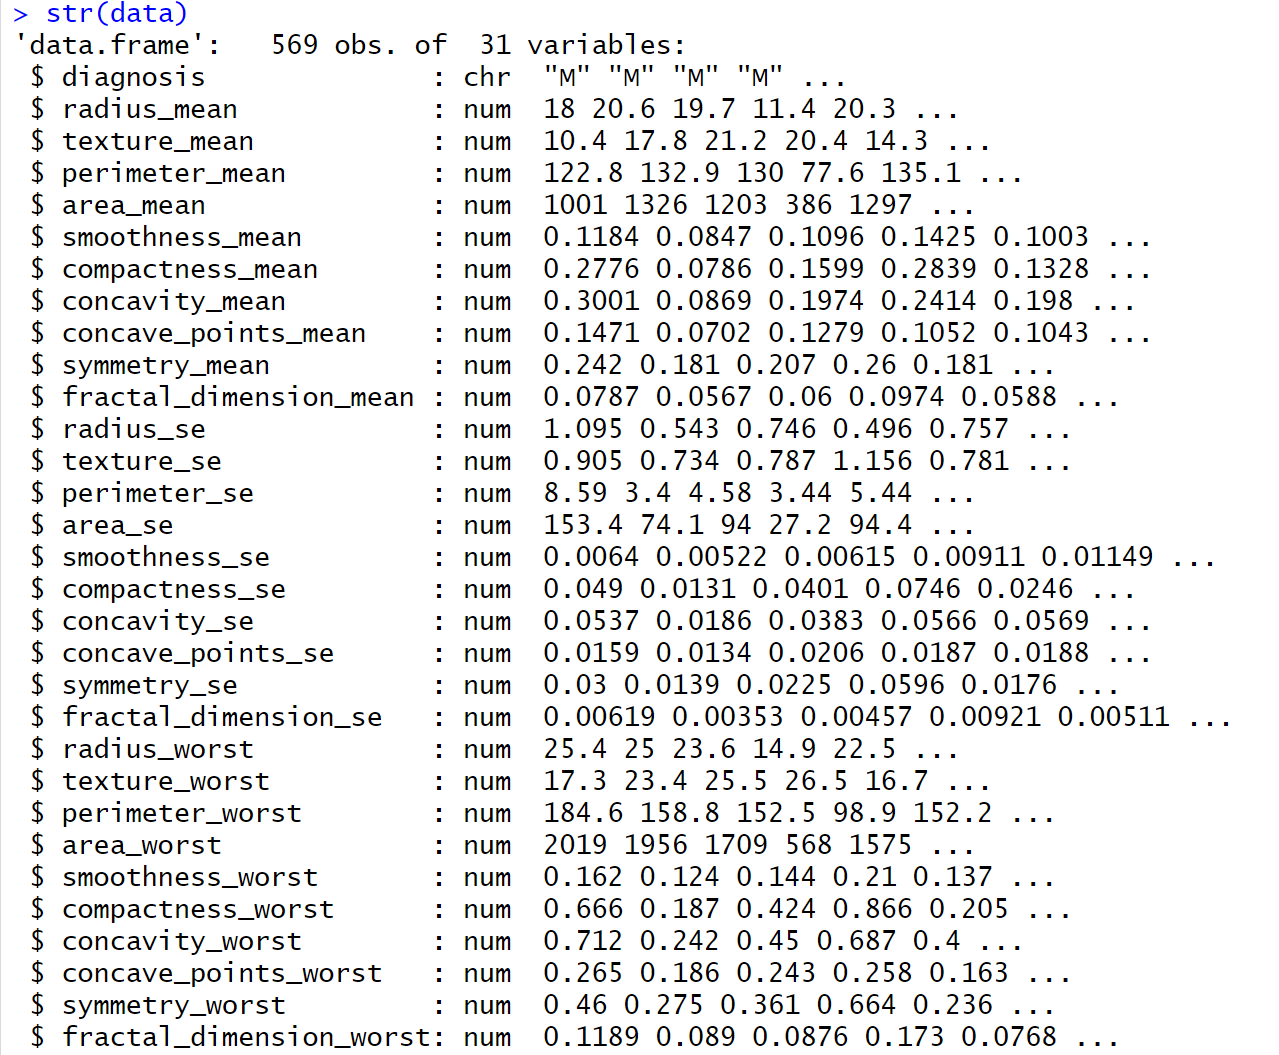 > str(data)
'data.frame':   569 obs. of  31 variables:
 $ diagnosis              : chr  "M" "M" "M" "M" ...
 $ radius_mean            : num  18 20.6 19.7 11.4 20.3 ...
 $ texture_mean           : num  10.4 17.8 21.2 20.4 14.3 ...
 $ perimeter_mean         : num  122.8 132.9 130 77.6 135.1 ...
 $ area_mean              : num  1001 1326 1203 386 1297 ...
 $ smoothness_mean        : num  0.1184 0.0847 0.1096 0.1425 0.1003 ...
 $ compactness_mean       : num  0.2776 0.0786 0.1599 0.2839 0.1328 ...
 $ concavity_mean         : num  0.3001 0.0869 0.1974 0.2414 0.198 ...
 $ concave_points_mean    : num  0.1471 0.0702 0.1279 0.1052 0.1043 ...
 $ symmetry_mean          : num  0.242 0.181 0.207 0.26 0.181 ...
 $ fractal_dimension_mean : num  0.0787 0.0567 0.06 0.0974 0.0588 ...
 $ radius_se              : num  1.095 0.543 0.746 0.496 0.757 ...
 $ texture_se             : num  0.905 0.734 0.787 1.156 0.781 ...
 $ perimeter_se           : num  8.59 3.4 4.58 3.44 5.44 ...
 $ area_se                : num  153.4 74.1 94 27.2 94.4 ...
 $ smoothness_se          : num  0.0064 0.00522 0.00615 0.00911 0.01149 ...
 $ compactness_se         : num  0.049 0.0131 0.0401 0.0746 0.0246 ...
 $ concavity_se           : num  0.0537 0.0186 0.0383 0.0566 0.0569 ...
 $ concave_points_se      : num  0.0159 0.0134 0.0206 0.0187 0.0188 ...
 $ symmetry_se            : num  0.03 0.0139 0.0225 0.0596 0.0176 ...
 $ fractal_dimension_se   : num  0.00619 0.00353 0.00457 0.00921 0.00511 ...
 $ radius_worst           : num  25.4 25 23.6 14.9 22.5 ...
 $ texture_worst          : num  17.3 23.4 25.5 26.5 16.7 ...
 $ perimeter_worst        : num  184.6 158.8 152.5 98.9 152.2 ...
 $ area_worst             : num  2019 1956 1709 568 1575 ...
 $ smoothness_worst       : num  0.162 0.124 0.144 0.21 0.137 ...
 $ compactness_worst      : num  0.666 0.187 0.424 0.866 0.205 ...
 $ concavity_worst        : num  0.712 0.242 0.45 0.687 0.4 ...
 $ concave_points_worst   : num  0.265 0.186 0.243 0.258 0.163 ...
 $ symmetry_worst         : num  0.46 0.275 0.361 0.664 0.236 ...
 $ fractal_dimension_worst: num  0.1189 0.089 0.0876 0.173 0.0768 ...